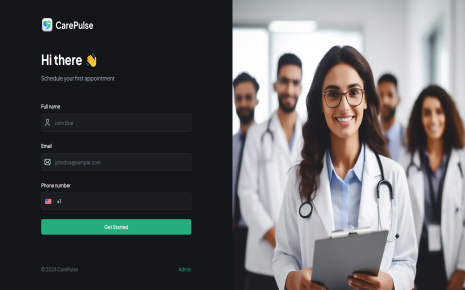 CarePulse
Hi there 👋
Schedule your first appointment
Full name
John Doe
Email
johndoe@example.com
Phone number
+1
Get Started
© 2024 CarePulse
Admin